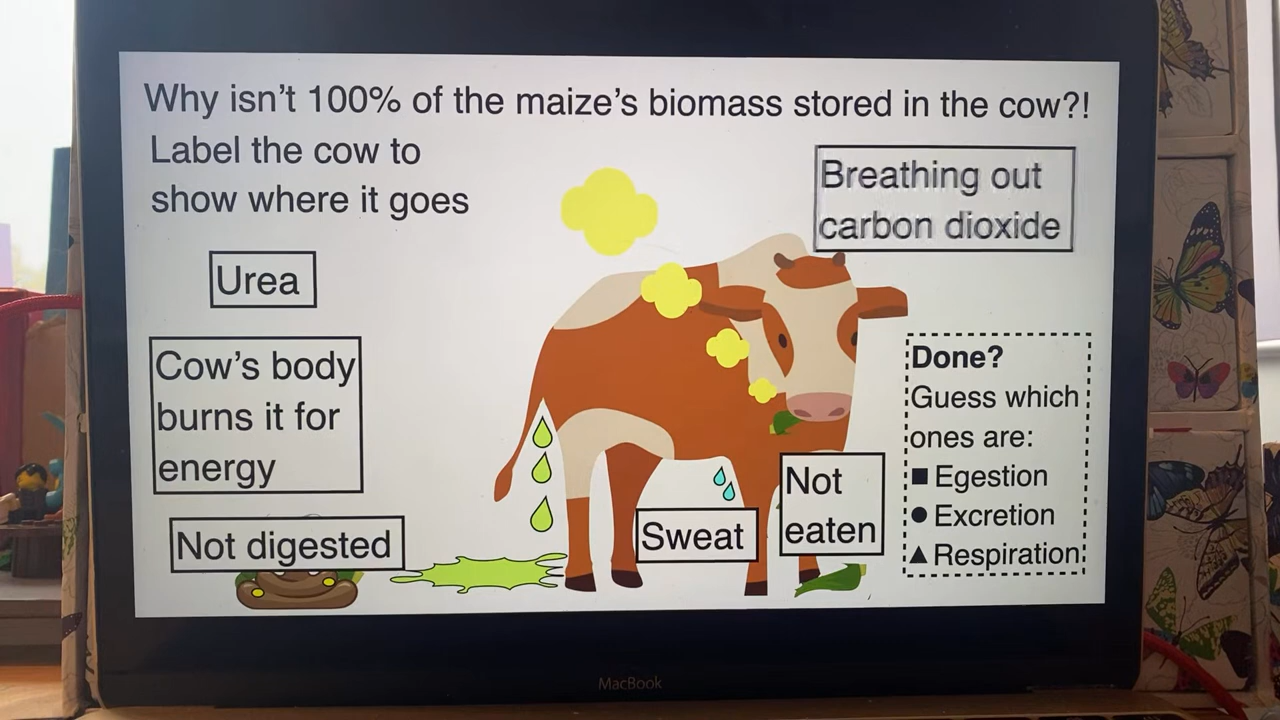 Why isn't 100% of the maize's biomass stored in the cow?!
Label the cow to
show where it goes
Breathing out
carbon dioxide
Urea
Cow's body
burns it for
energy
Not digested
Sweat
Not
eaten
Done?
Guess which
ones are:
■ Egestion
● Excretion
▲ Respiration
MacBook